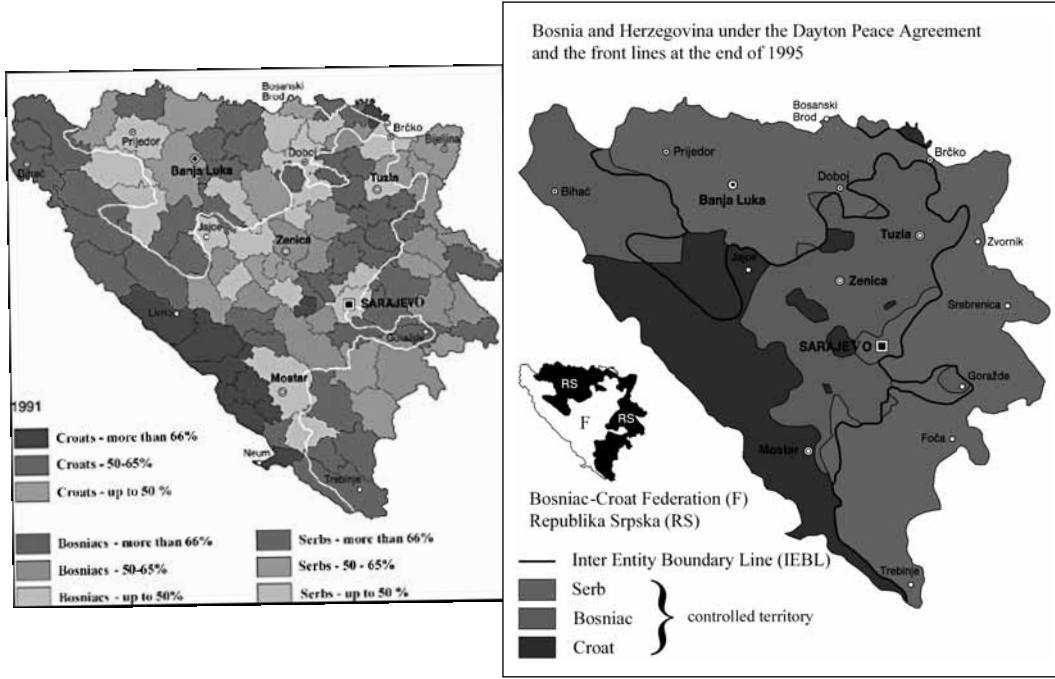 Bosanski
Brod
Brčko
Prijedor
Bijeljina
Doboj
Bihać
Banja Luka
Tuzla
Jajce
Zenica
Livno
SARAJEVO
Goražde
Mostar
1991
Croats - more than 66%
Neum
Croats - 50-65%
Trebinje
Croats - up to 50 %
Bosniacs - more than 66%
Serbs - more than 66%
Bosniacs - 50-65%
Serbs - 50 - 65%
Bosniacs - up to 50%
Serbs - up to 50 %
Bosnia and Herzegovina under the Dayton Peace Agreement
and the front lines at the end of 1995
Bosanski
Brod
Prijedor
Brčko
Doboj
Bihać
Banja Luka
Tuzla
Zvornik
Jajce
Zenica
Srebrenica
SARAJEVO
RS
Goražde
F
RS
Foča
Mostar
Bosniac-Croat Federation (F)
Republika Srpska (RS)
Inter Entity Boundary Line (IEBL)
Trebinje
Serb
Bosniac
controlled territory
Croat